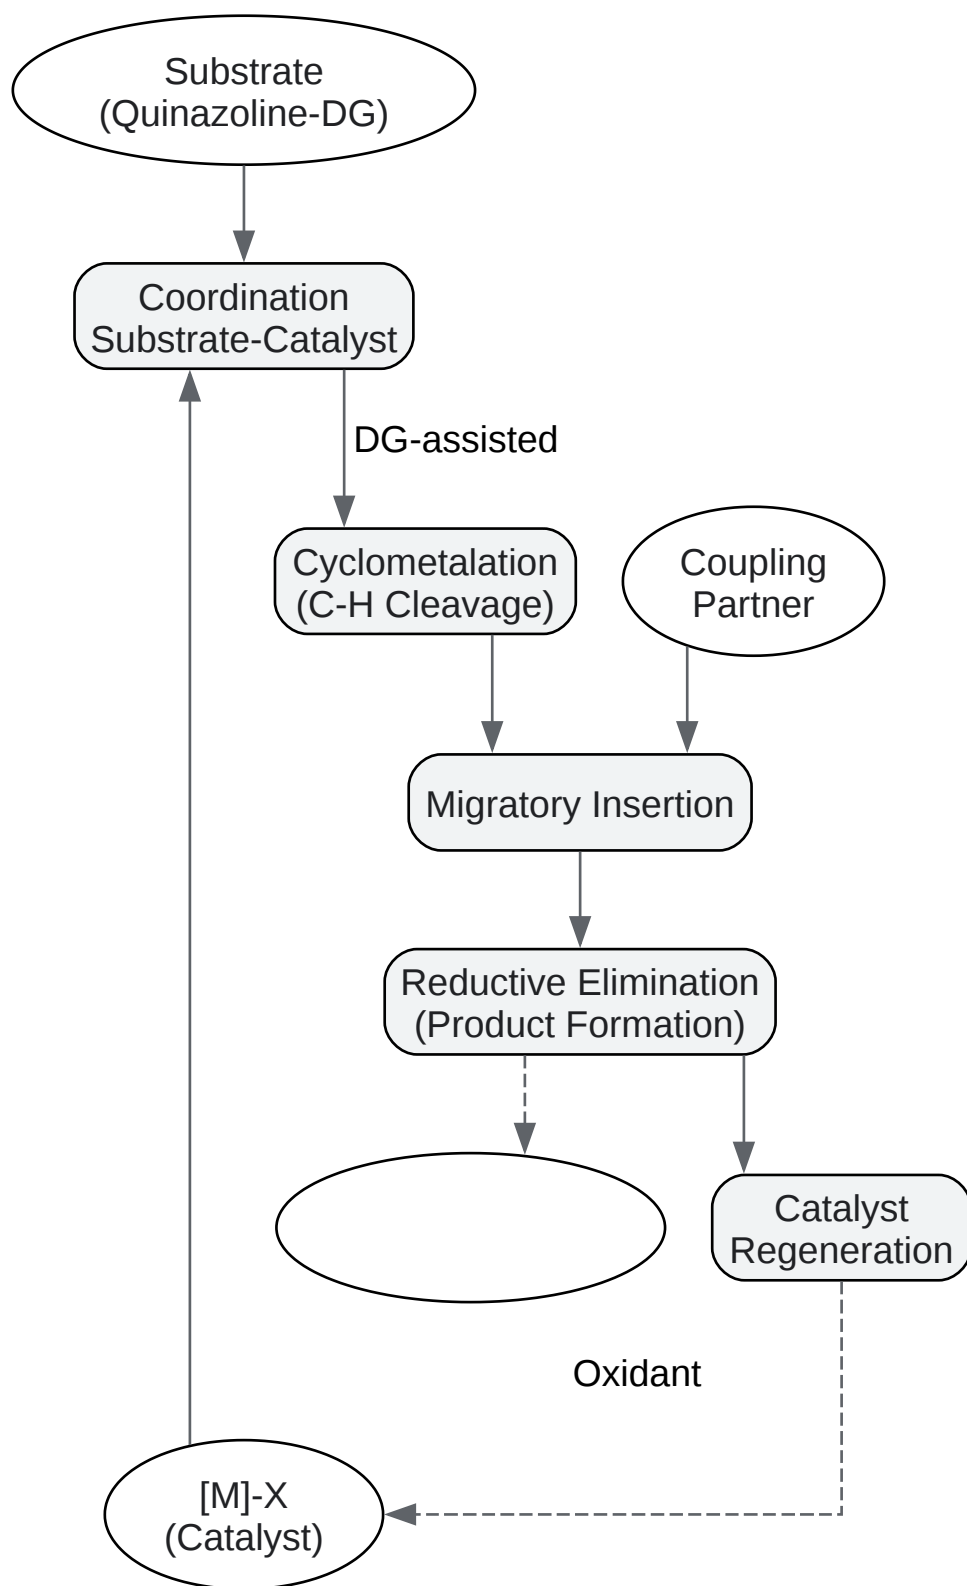 Substrate
(Quinazoline-DG)
Coordination
Substrate-Catalyst
DG-assisted
Cyclometalation
(C-H Cleavage)
Coupling
Partner
Migratory Insertion
Reductive Elimination
(Product Formation)
Catalyst
Regeneration
Oxidant
[M]-X
(Catalyst)